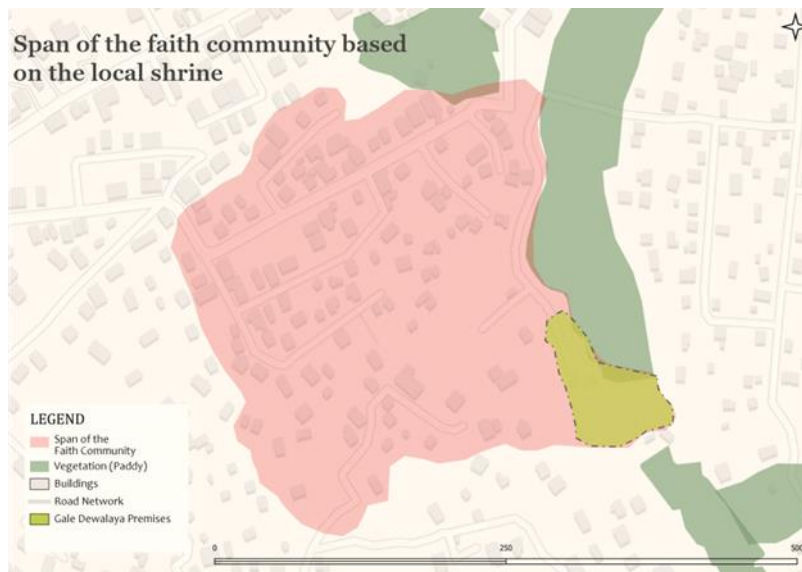 Span of the faith community based
on the local shrine
LEGEND
Span of the
Faith Community
Vegetation (Paddy)
Buildings
Road Network
Gale Dewalaya Premises
0
250
500